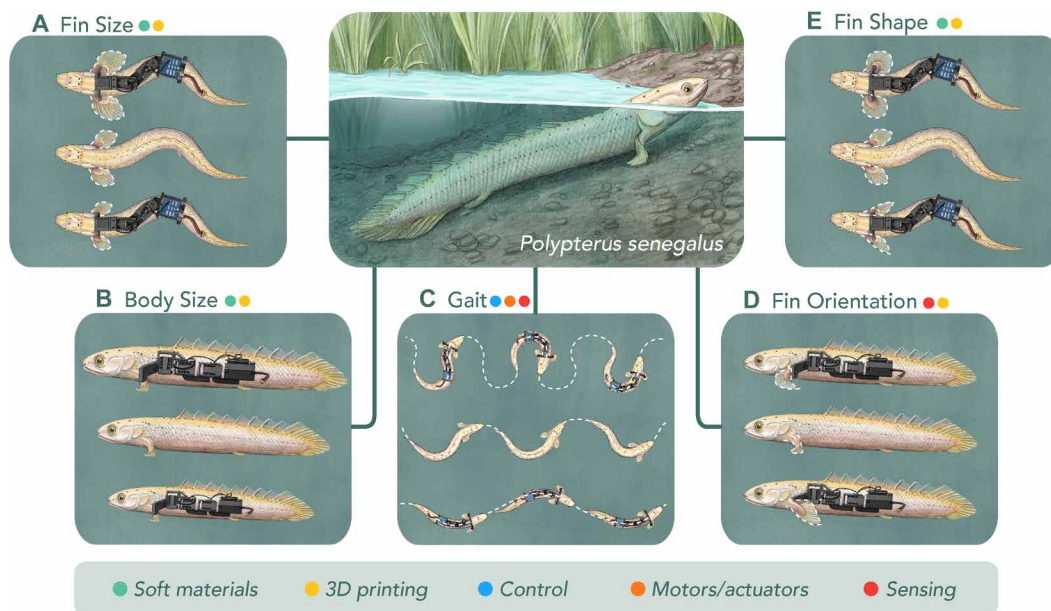 A Fin Size
E Fin Shape
Polypterus senegalus
B Body Size
C Gait
D Fin Orientation
Soft materials
3D printing
Control
Motors/actuators
Sensing